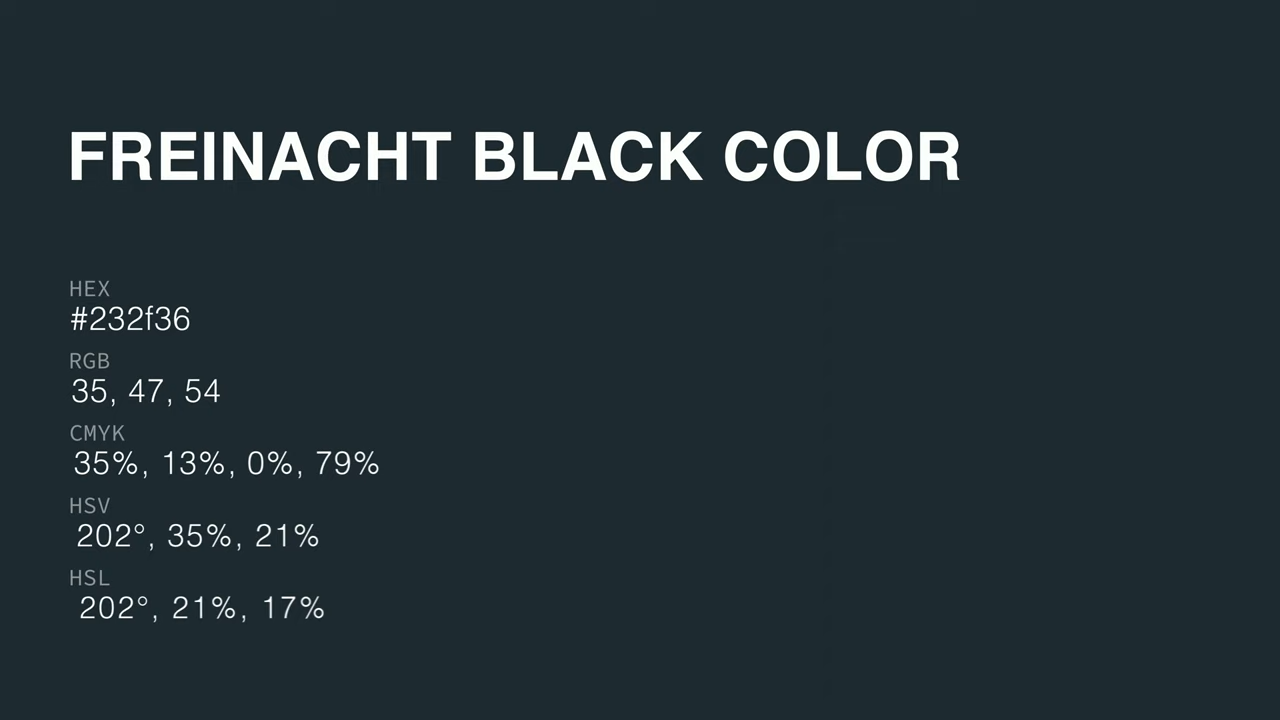 FREINACHT BLACK COLOR
HEX
#232f36
RGB
35, 47, 54
CMYK
35%, 13%, 0%, 79%
HSV
202°, 35%, 21%
HSL
202°, 21%, 17%